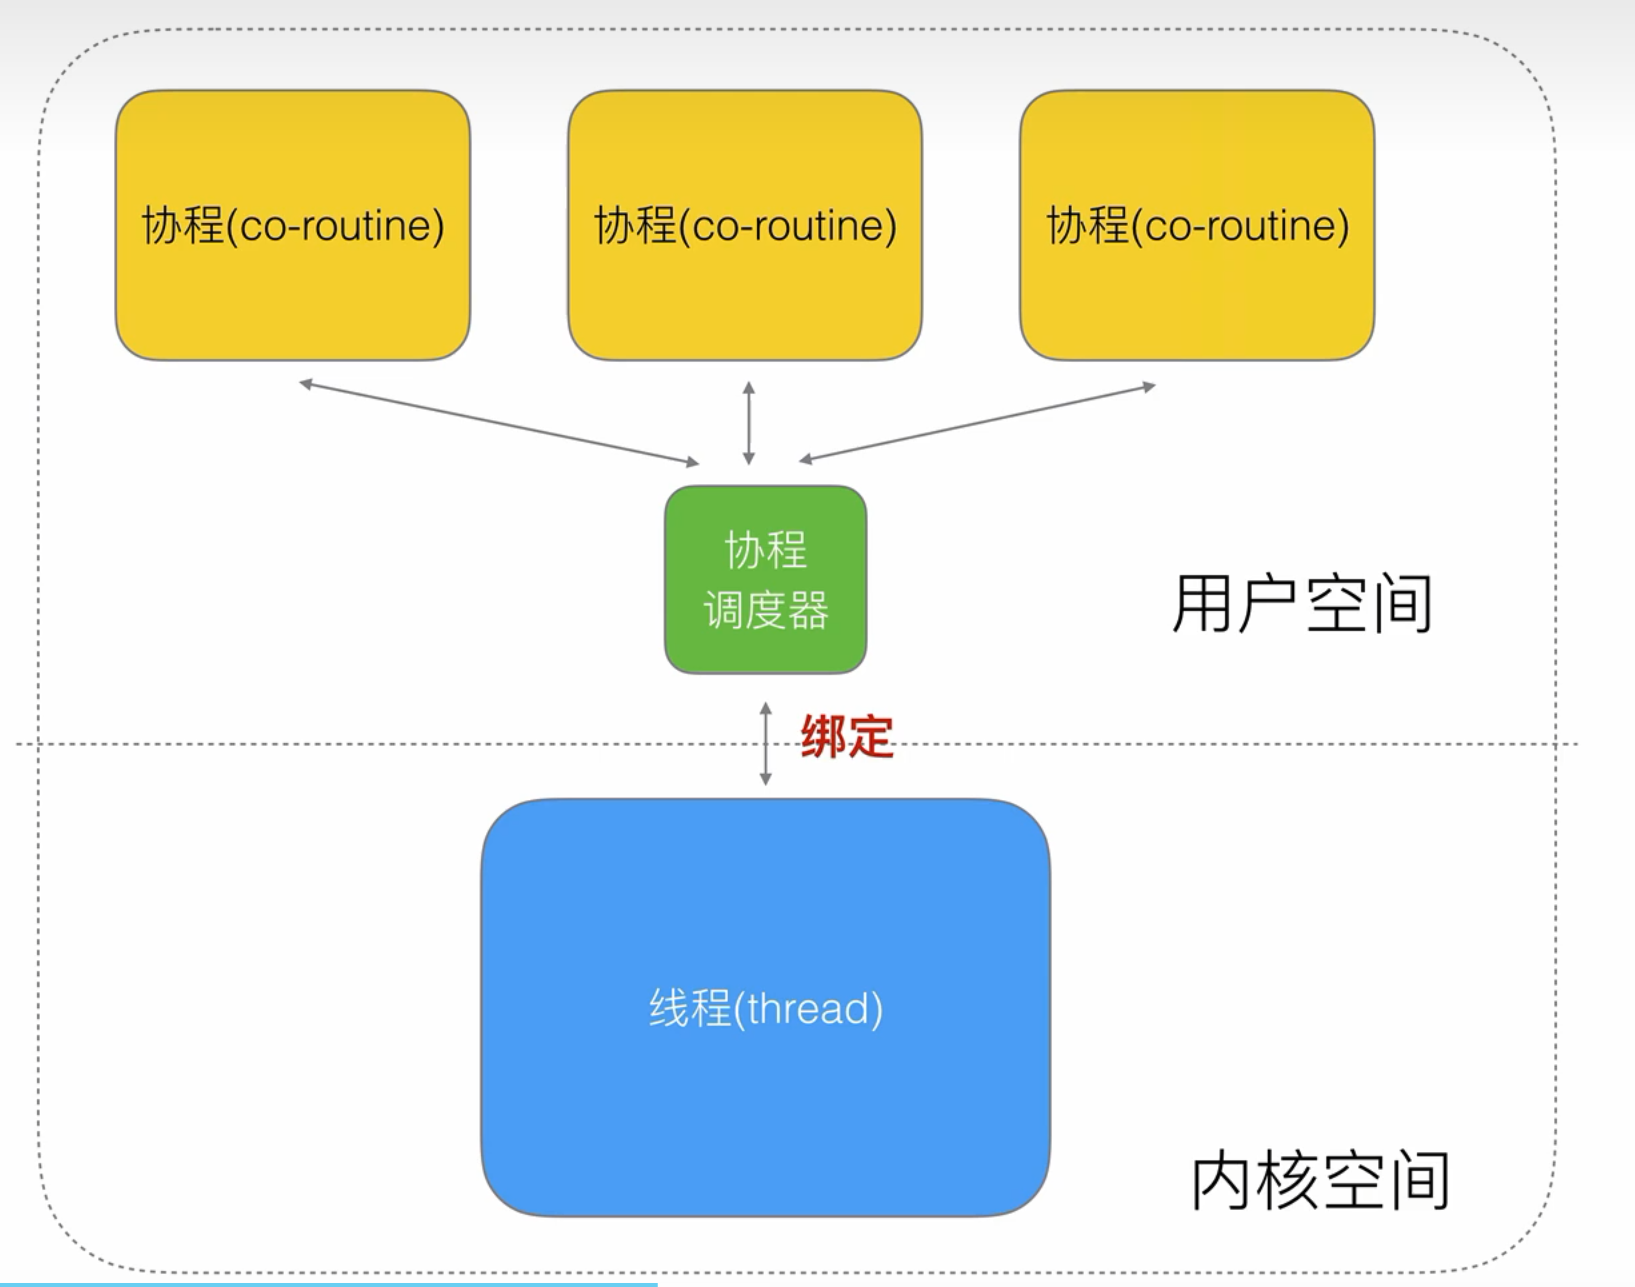 协程(co-routine)
协程(co-routine)
协程(co-routine)
协程
调度器
用户空间
绑定
线程(thread)
内核空间